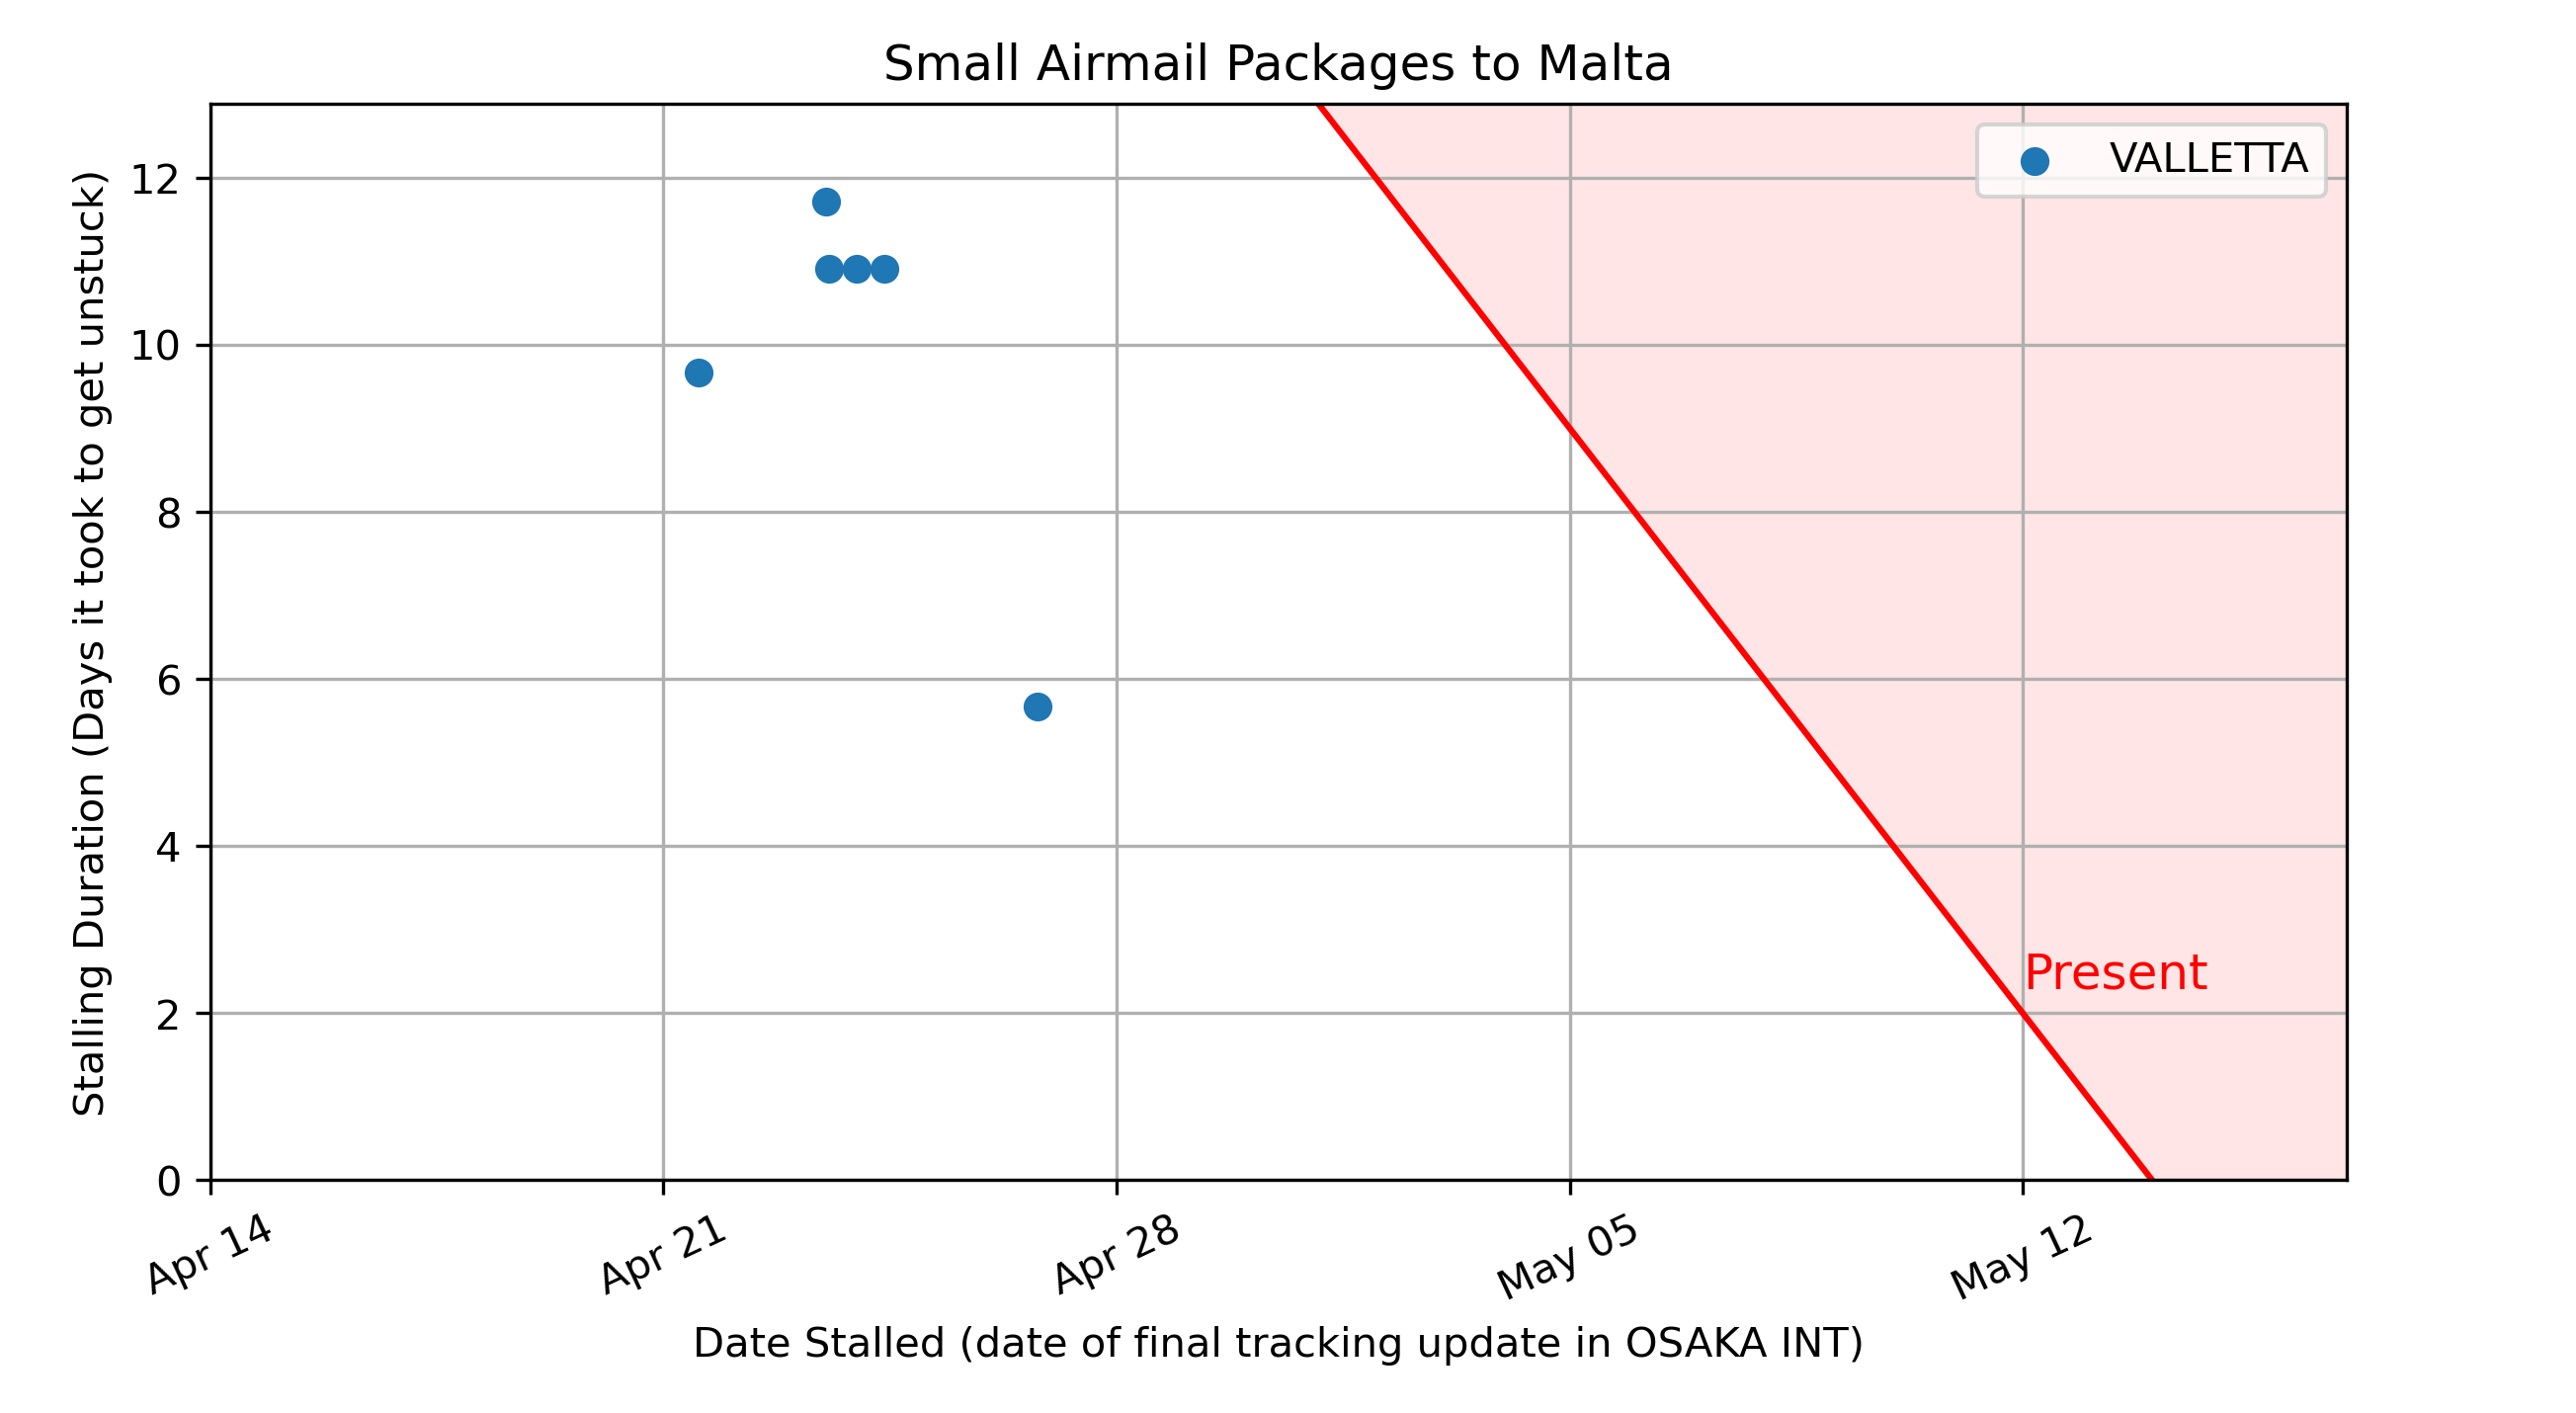 Small Airmail Packages to Malta
VALLETTA
Stalling Duration (Days it took to get unstuck)
12
10
8
6
4
2
0
Present
Apr 14
Apr 21
Apr 28
May 05
May 12
Date Stalled (date of final tracking update in OSAKA INT)